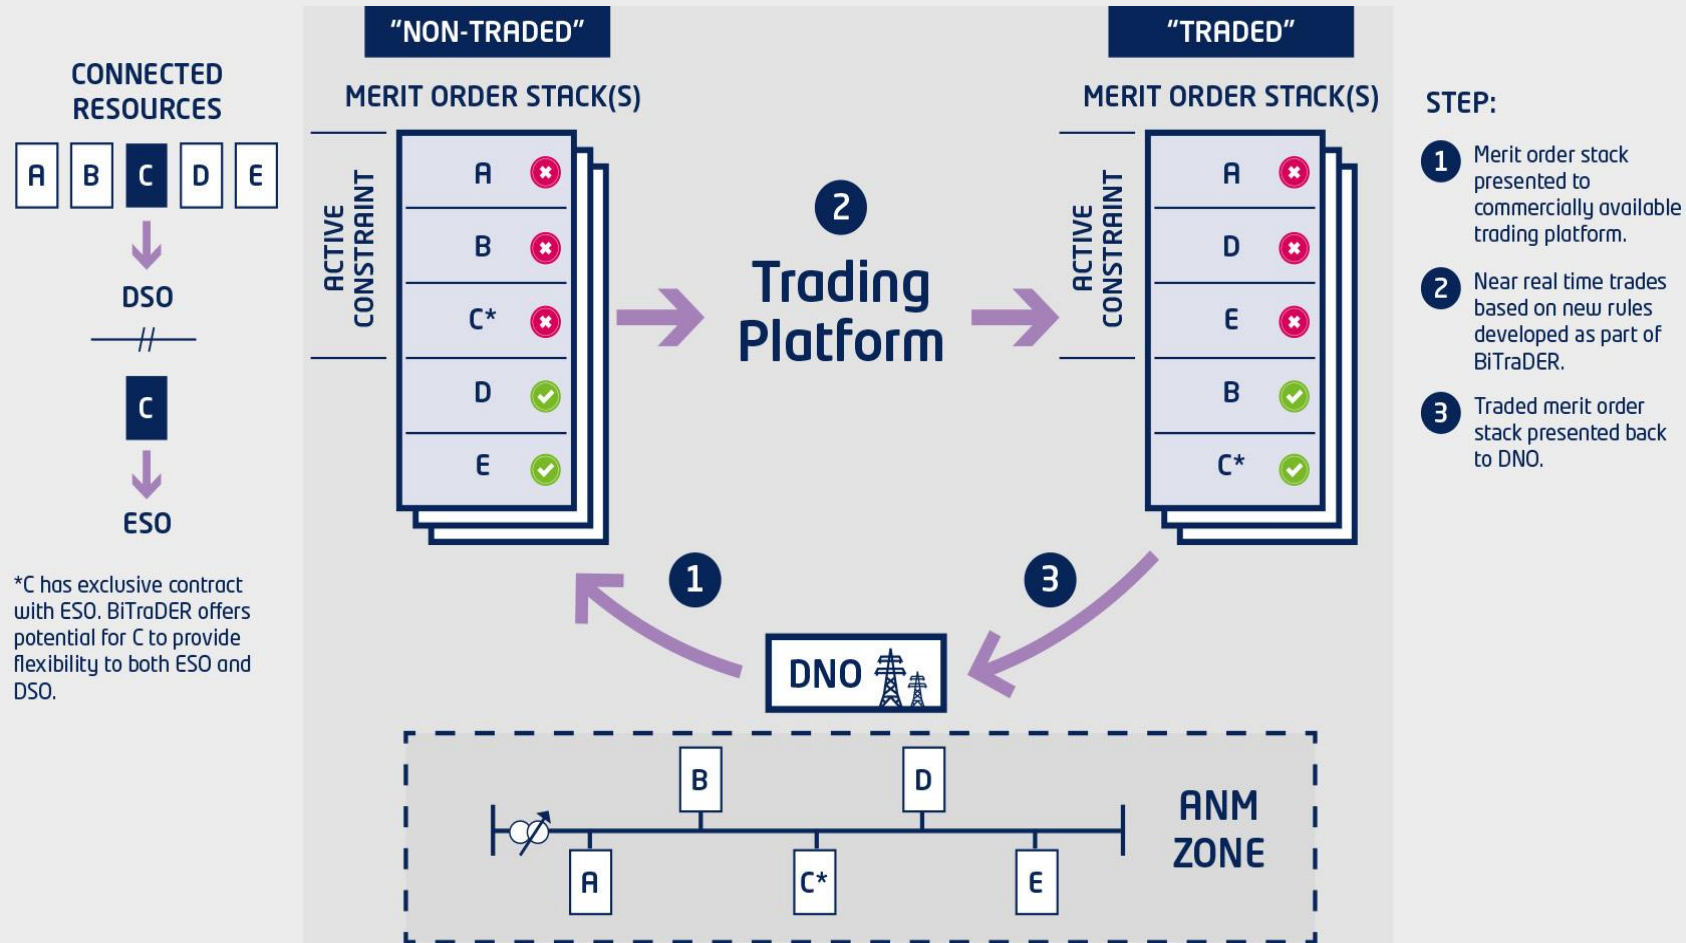 CONNECTED
RESOURCES
A B C D E
DSO
C
ESO
*C has exclusive contract
with ESO. BiTraDER offers
potential for C to provide
flexibility to both ESO and
DSO.
“NON-TRADED”
MERIT ORDER STACK(S)
ACTIVE
CONSTRAINT
A
B
C*
D
E
2
Trading
Platform
“TRADED”
MERIT ORDER STACK(S)
ACTIVE
CONSTRAINT
A
D
E
B
C*
1
3
DNO
B
D
A
C*
E
ANM
ZONE
STEP:
1 Merit order stack
presented to
commercially available
trading platform.
2 Near real time trades
based on new rules
developed as part of
BiTraDER.
3 Traded merit order
stack presented back
to DNO.